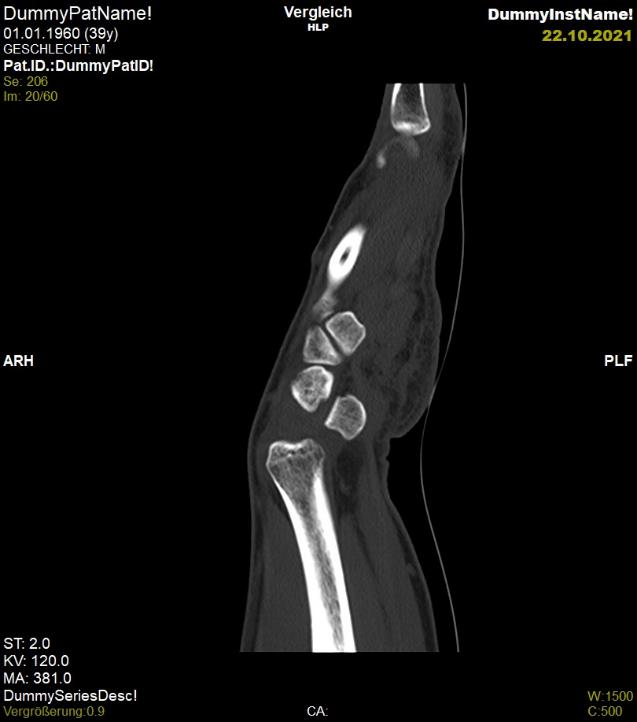 DummyPatName!
01.01.1960 (39y)
GESCHLECHT: M
Pat.ID.:DummyPatID!
Se: 206
Im: 20/60
Vergleich
HLP
DummyInstName!
22.10.2021
ARH
PLF
ST: 2.0
KV: 120.0
MA: 381.0
DummySeriesDesc!
Vergrößerung:0.9
CA:
W:1500
C:500